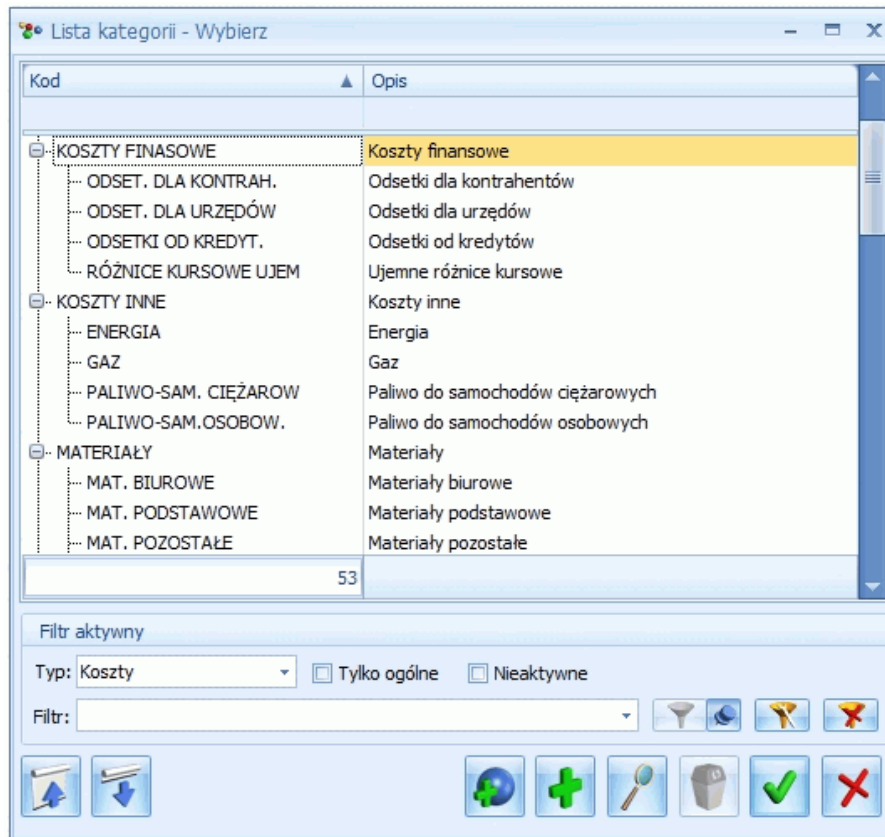 Lista kategorii - Wybierz
Kod Opis
KOSZTY FINASOWE Koszty finansowe
ODSET. DLA KONTRAH. Odsetki dla kontrahentów
ODSET. DLA URZĘDÓW Odsetki dla urzędów
ODSETKI OD KREDYT. Odsetki od kredytów
RÓŻNICE KURSOWE UJEM Ujemne różnice kursowe
KOSZTY INNE Koszty inne
ENERGIA Energia
GAZ Gaz
PALIWO-SAM. CIĘŻAROW Paliwo do samochodów ciężarowych
PALIWO-SAM.OSOBOW. Paliwo do samochodów osobowych
MATERIAŁY Materiały
MAT. BIUROWE Materiały biurowe
MAT. PODSTAWOWE Materiały podstawowe
MAT. POZOSTAŁE Materiały pozostałe
53
Filtr aktywny
Typ: Koszty Tylko ogólne Nieaktywne
Filtr: